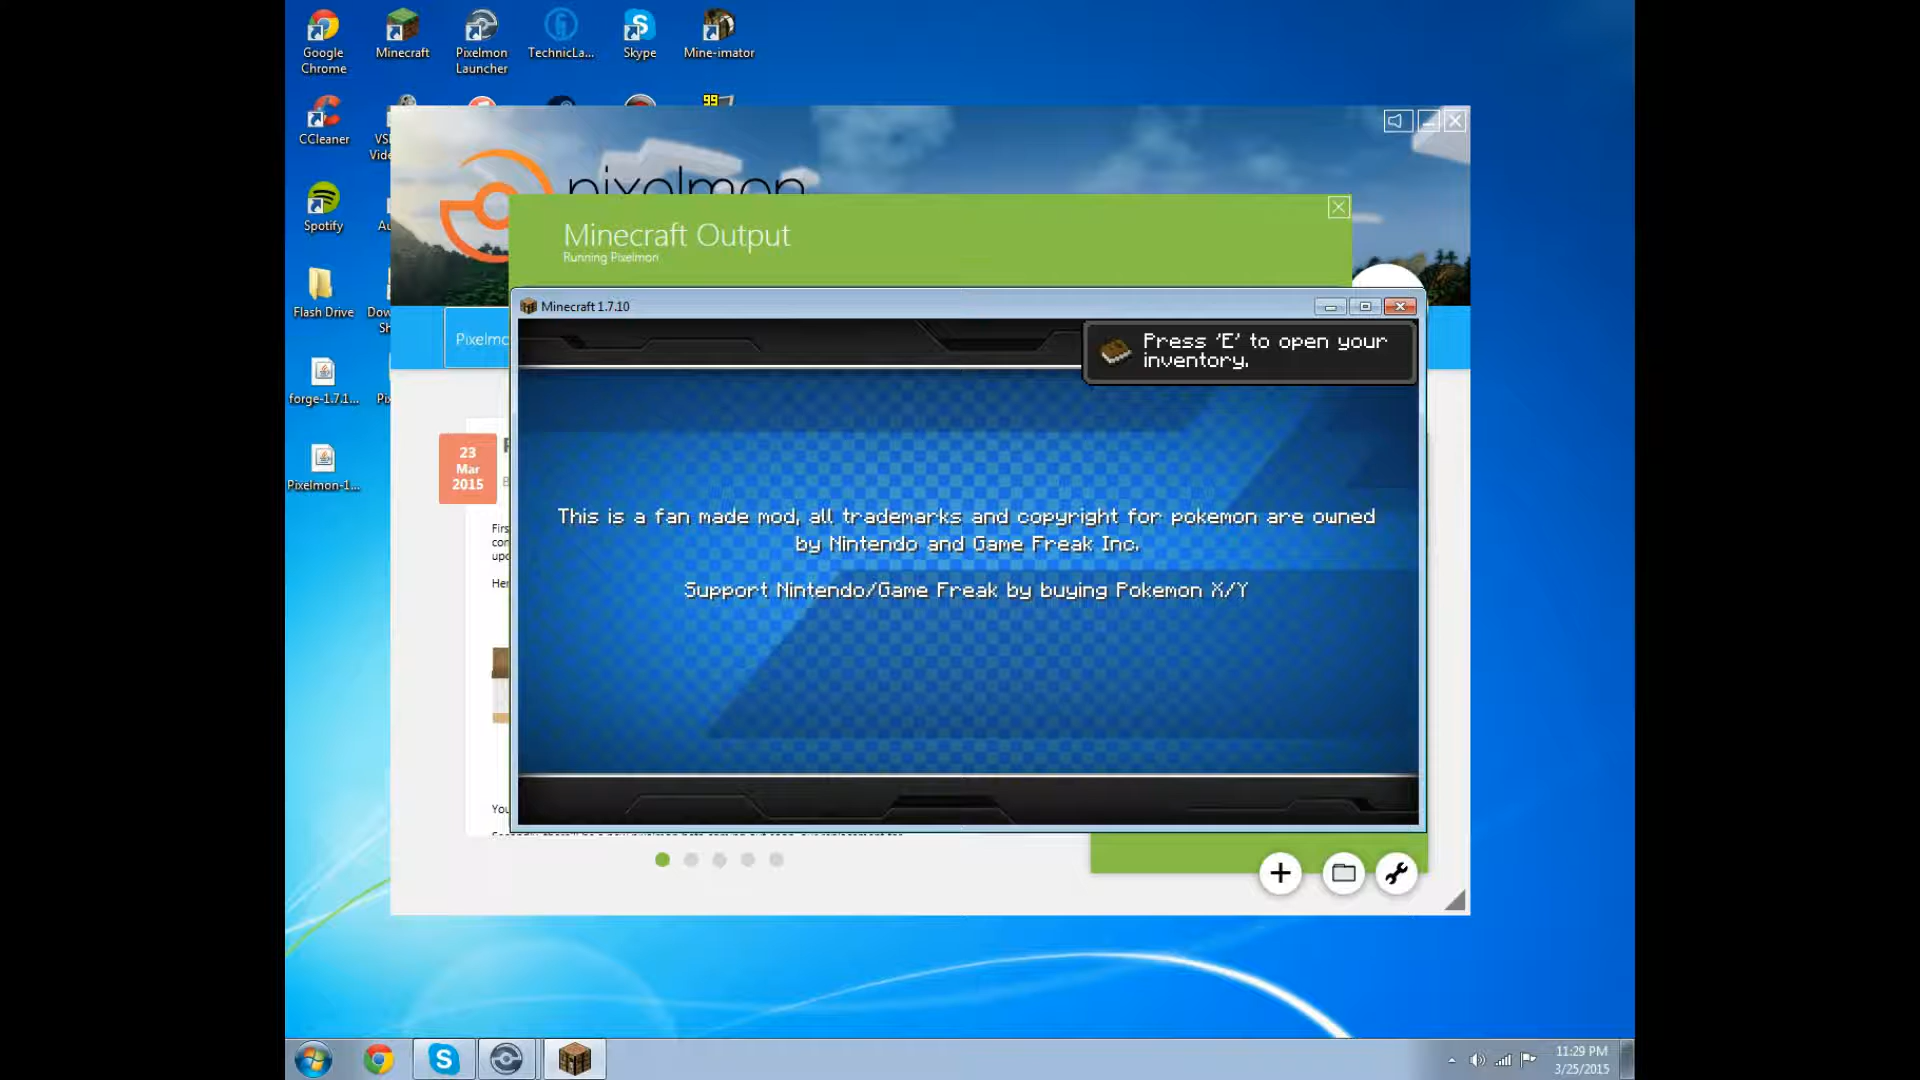 Google
Chrome
Minecraft
Pixelmon
Launcher
TechnicLa...
Skype
Mine-imator
99
CCleaner
Spotify
Flash Drive
forge-1.7.1...
Pixelmon-1...
pixelmon
Minecraft Output
Running Pixelmon
Minecraft 1.7.10
Press 'E' to open your
inventory.
23
Mar
2015
This is a fan made mod, all trademarks and copyright for pokemon are owned
by Nintendo and Game Freak Inc.
Support Nintendo/Game Freak by buying Pokemon X/Y
11:29 PM
3/25/2015